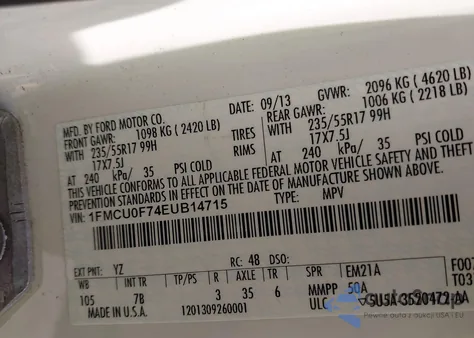 MFD. BY FORD MOTOR CO.
DATE: 09/13 GVWR: 2096 KG (4620 LB)
FRONT GAWR: 1098 KG (2420 LB) REAR GAWR: 1006 KG (2218 LB)
WITH 235/55R17 99H TIRES WITH 235/55R17 99H
17X7.5J RIMS 17X7.5J
AT 240 kPa/ 35 PSI COLD AT 240 kPa/ 35 PSI COLD
THIS VEHICLE CONFORMS TO ALL APPLICABLE FEDERAL MOTOR VEHICLE SAFETY, BUMPER, AND THEFT
PREVENTION STANDARDS IN EFFECT ON THE DATE OF MANUFACTURE SHOWN ABOVE.
1FMCU0F74EUB14715 TYPE: MPV
EXT PNT: YZ RC: 48 DSO:
WB INT TR TP/PS R AXLE TR SPR EM21A
105 7B 3 35 6 MMPP 50A
MADE IN U.S.A. 1201309260001 ULC